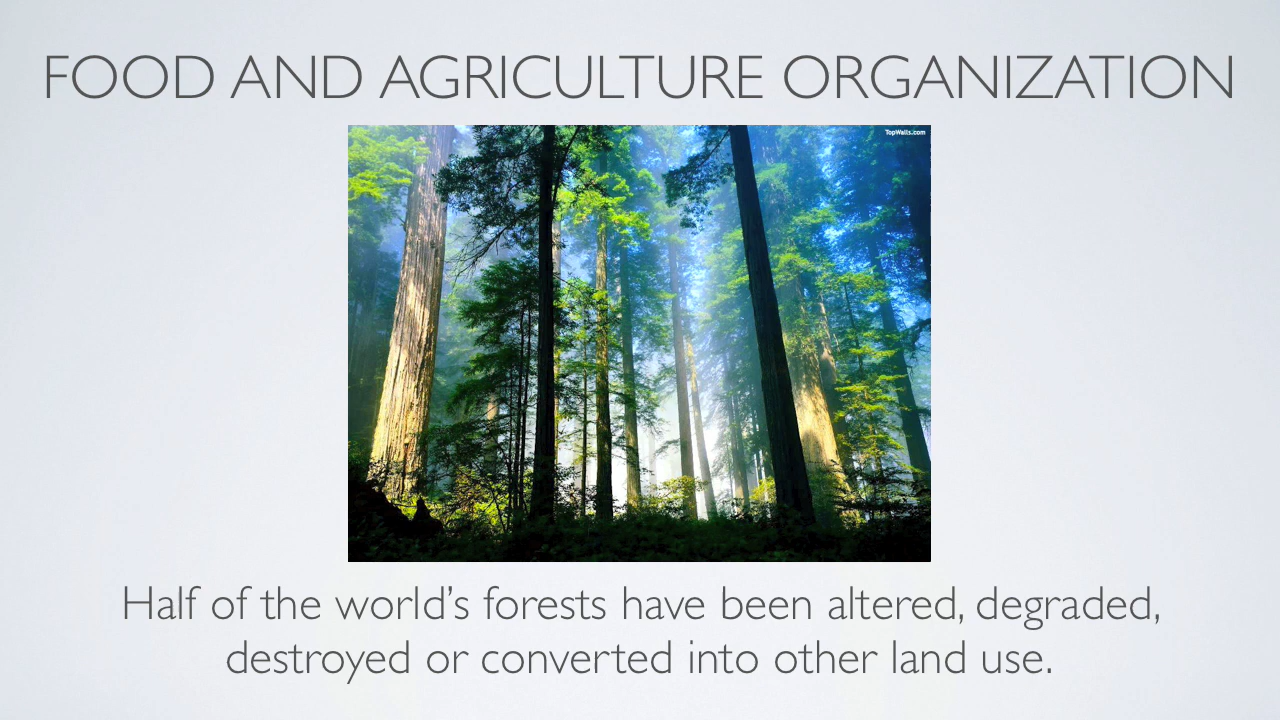 FOOD AND AGRICULTURE ORGANIZATION
TopWalls.com
Half of the world’s forests have been altered, degraded,
destroyed or converted into other land use.